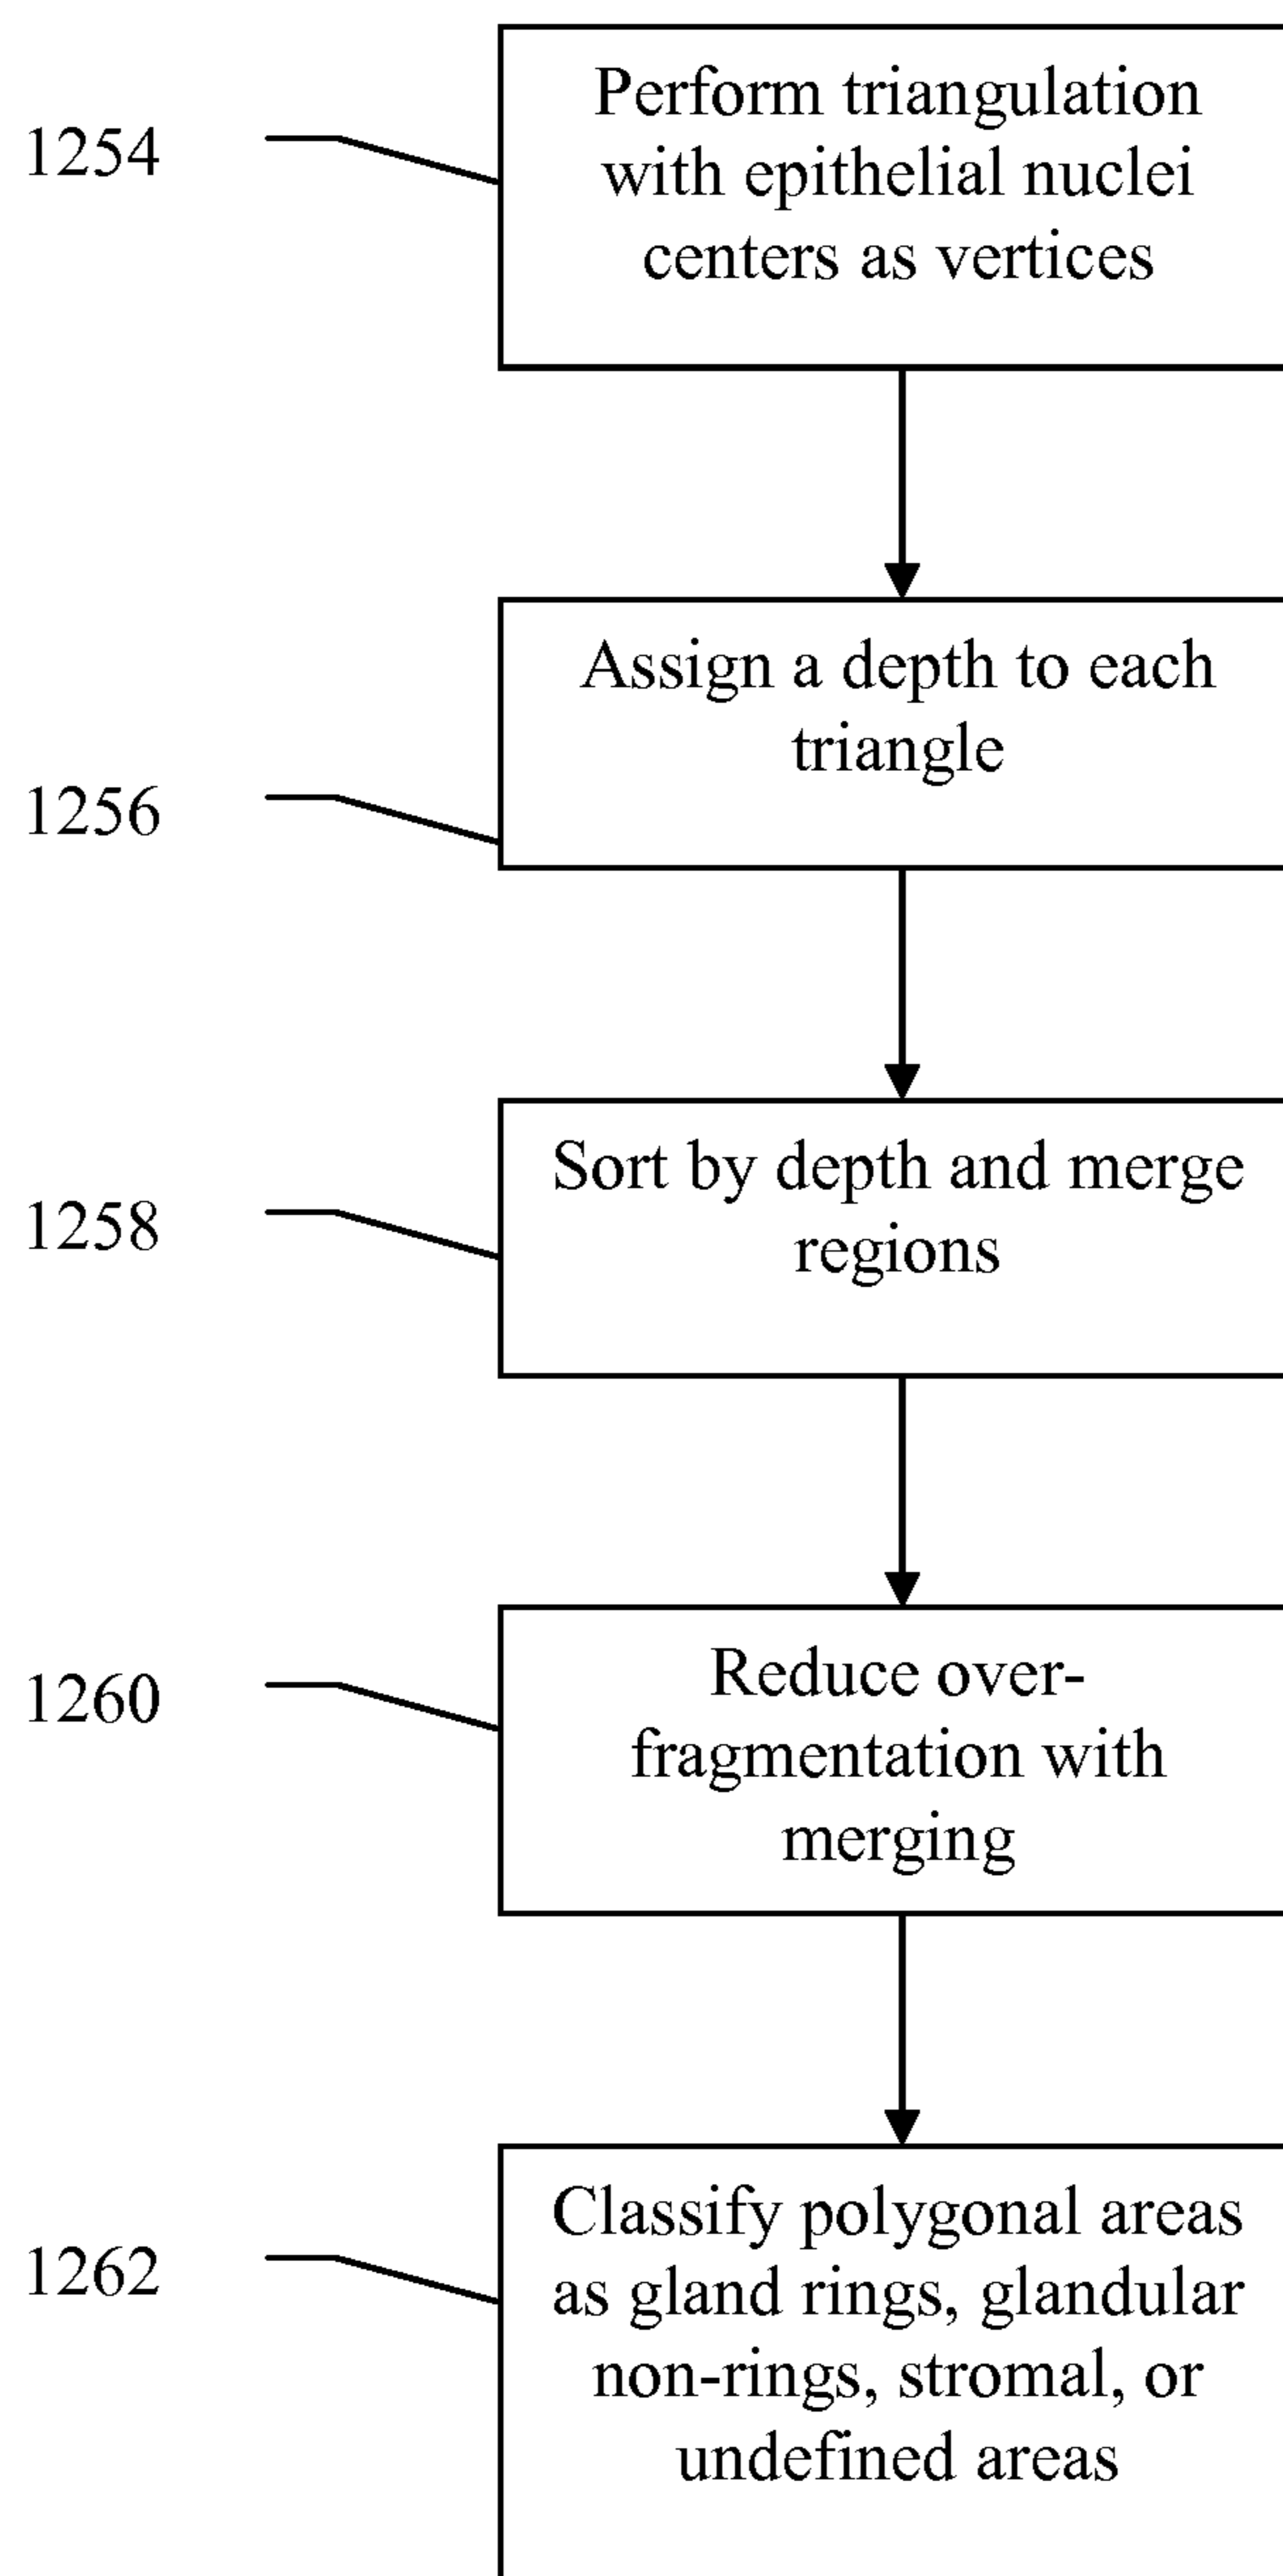 1254
Perform triangulation
with epithelial nuclei
centers as vertices
Assign a depth to each
triangle
1256
Sort by depth and merge
regions
1258
Reduce over-
fragmentation with
merging
1260
Classify polygonal areas
as gland rings, glandular
non-rings, stromal, or
undefined areas
1262